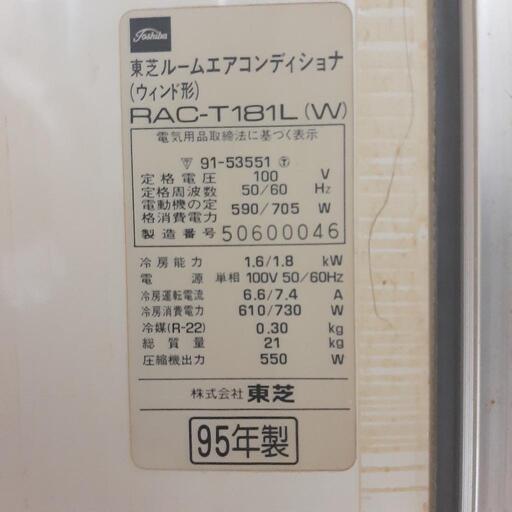 Toshiba
東芝ルームエアコンディショナ
(ウィンド形)
RAC-T181L(W)
電気用品取締法に基づく表示
▽ 91-53551 〒
定格電圧 100 V
定格周波数 50/60 Hz
電動機の定格消費電力 590/705 W
製造番号 50600046
冷房能力 1.6/1.8 kW
電源 単相 100V 50/60Hz
冷房運転電流 6.6/7.4 A
冷房消費電力 610/730 W
冷媒(R-22) 0.30 kg
総質量 21 kg
圧縮機出力 550 W
株式会社 東芝
95年製